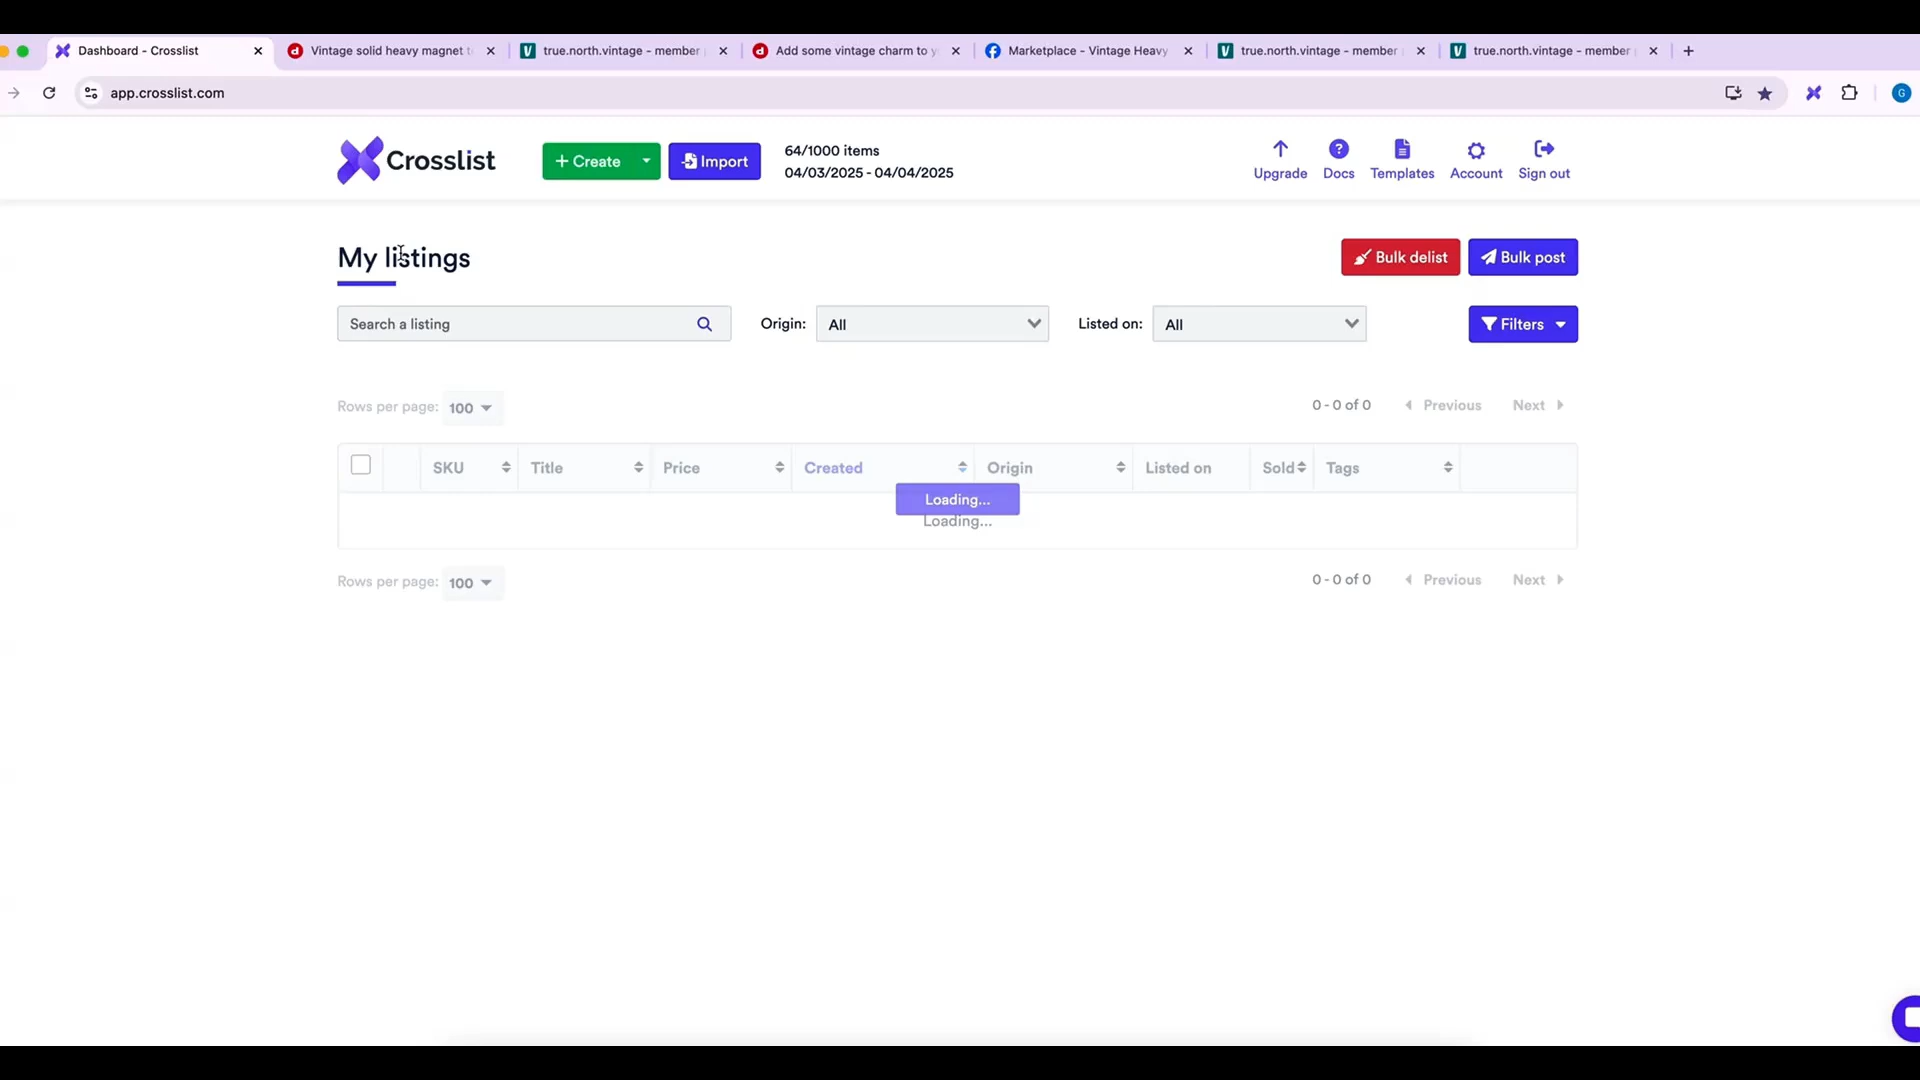 Dashboard - Crosslist
Vintage solid heavy magnet t
true.north.vintage - member
Add some vintage charm to y
Marketplace - Vintage Heavy
true.north.vintage - member
true.north.vintage - member
app.crosslist.com
G
Crosslist
+ Create
Import
64/1000 items
04/03/2025 - 04/04/2025
Upgrade
Docs
Templates
Account
Sign out
My listings
Bulk delist
Bulk post
Search a listing
Origin:
All
Listed on:
All
Filters
Rows per page:
100
0 - 0 of 0
Previous
Next
SKU
Title
Price
Created
Origin
Listed on
Sold
Tags
Loading...
Loading...
Rows per page:
100
0 - 0 of 0
Previous
Next